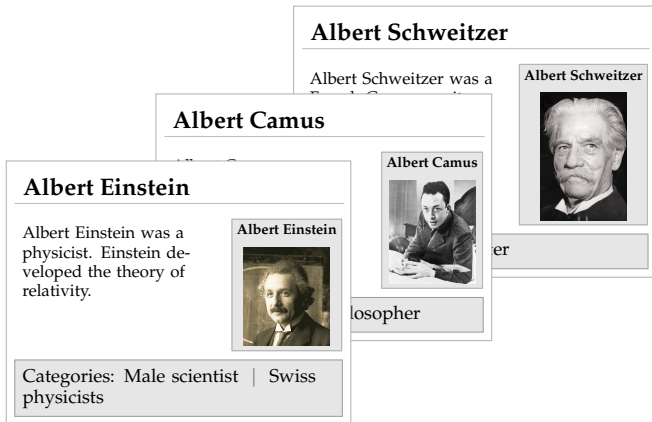 Albert Schweitzer
Albert Schweitzer was a
Albert Schweitzer
Albert Camus
Albert Camus
losopher
Albert Einstein
Albert Einstein was a
physicist. Einstein de-
veloped the theory of
relativity.
Albert Einstein
Categories: Male scientist | Swiss
physicists